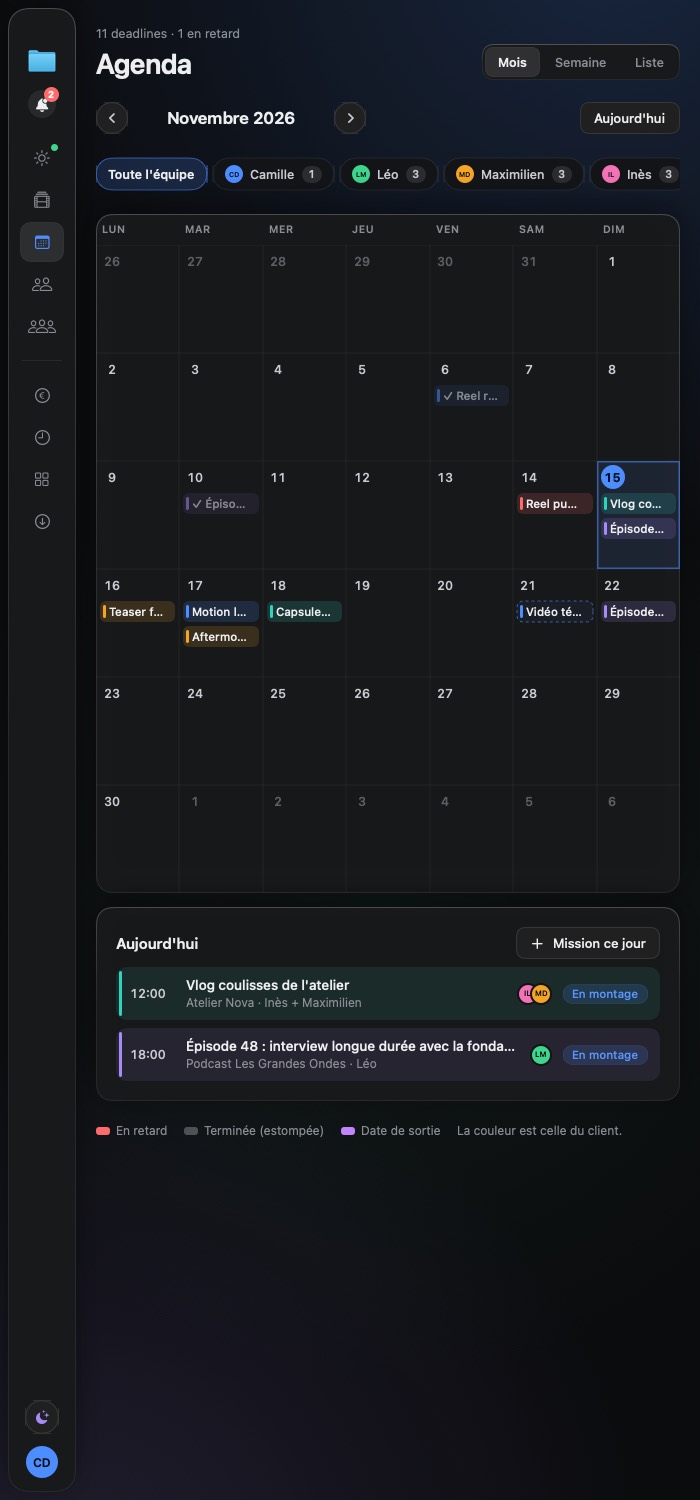 11 deadlines · 1 en retard
Agenda
Mois Semaine Liste
2
Novembre 2026
Aujourd'hui
Toute l'équipe
CD Camille 1
LM Léo 3
MD Maximilien 3
IL Inès 3
LUN MAR MER JEU VEN SAM DIM
26 27 28 29 30 31 1
2 3 4 5 6 7 8
✓ Reel r...
9 10 11 12 13 14 15
✓ Épiso... Reel pu... Vlog co...
Épisode...
16 17 18 19 20 21 22
Teaser f... Motion l... Capsule... Vidéo té... Épisode...
Aftermo...
23 24 25 26 27 28 29
30 1 2 3 4 5 6
Aujourd'hui
+ Mission ce jour
12:00 Vlog coulisses de l'atelier IL MD En montage
Atelier Nova · Inès + Maximilien
18:00 Épisode 48 : interview longue durée avec la fonda... LM En montage
Podcast Les Grandes Ondes · Léo
En retard Terminée (estompée) Date de sortie La couleur est celle du client.
CD